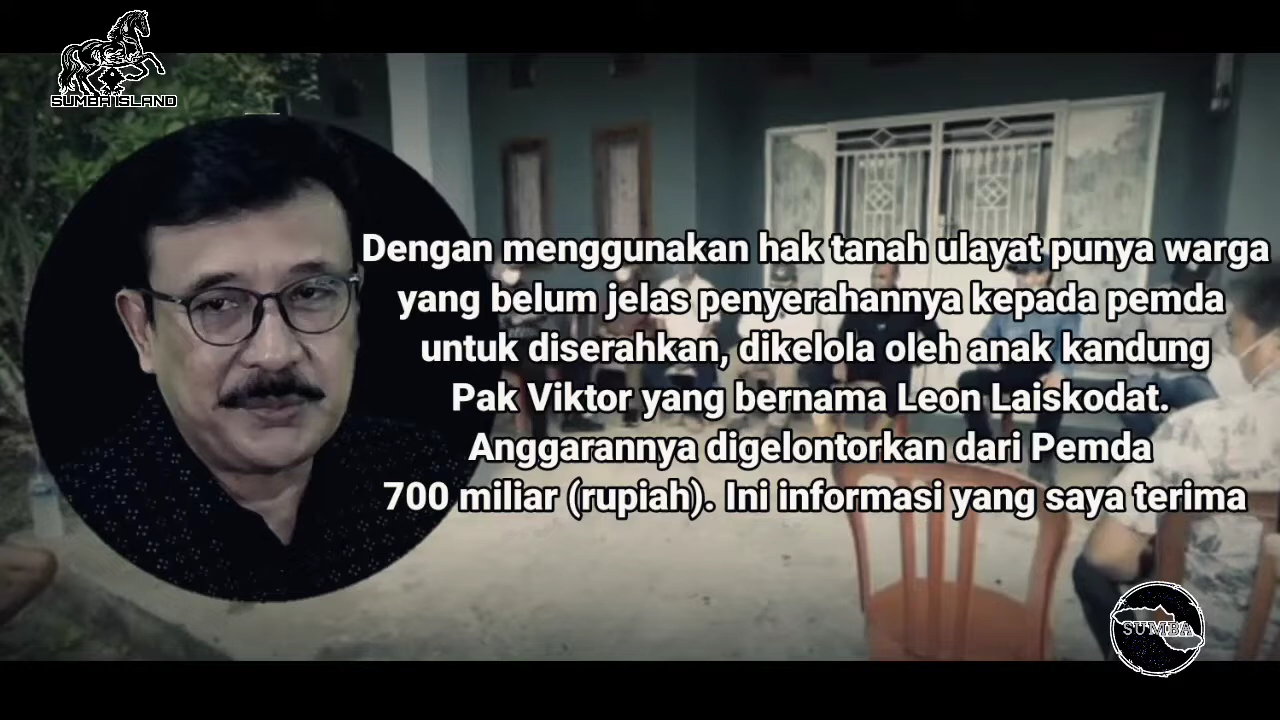 SUMBA ISLAND
Dengan menggunakan hak tanah ulayat punya warga
yang belum jelas penyerahannya kepada pemda
untuk diserahkan, dikelola oleh anak kandung
Pak Viktor yang bernama Leon Laiskodat.
Anggarannya digelontorkan dari Pemda
700 miliar (rupiah). Ini informasi yang saya terima
SUMBA